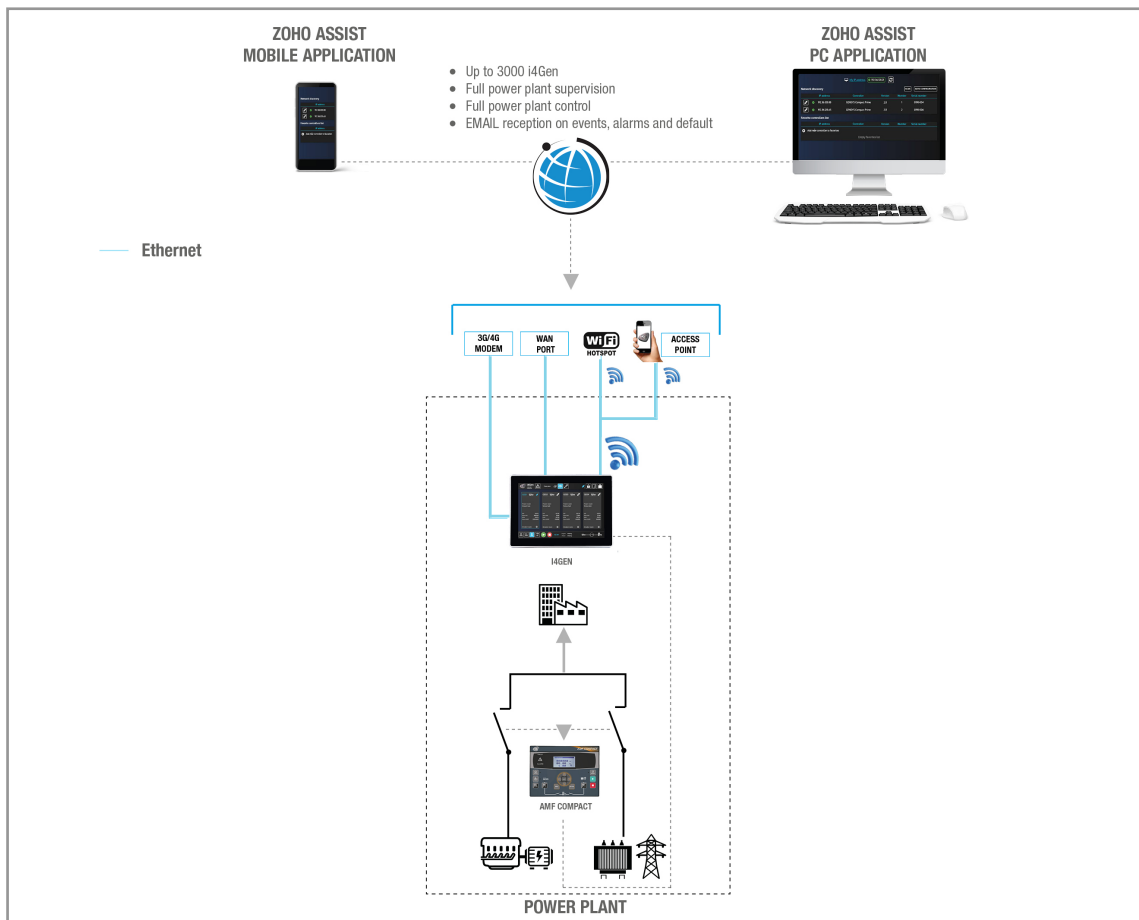 ZOHO ASSIST
MOBILE APPLICATION
ZOHO ASSIST
PC APPLICATION
Up to 3000 i4Gen
Full power plant supervision
Full power plant control
EMAIL reception on events, alarms and default
Ethernet
3G/4G
MODEM
WAN
PORT
WiFi
HOTSPOT
ACCESS
POINT
I4GEN
AMF COMPACT
POWER PLANT